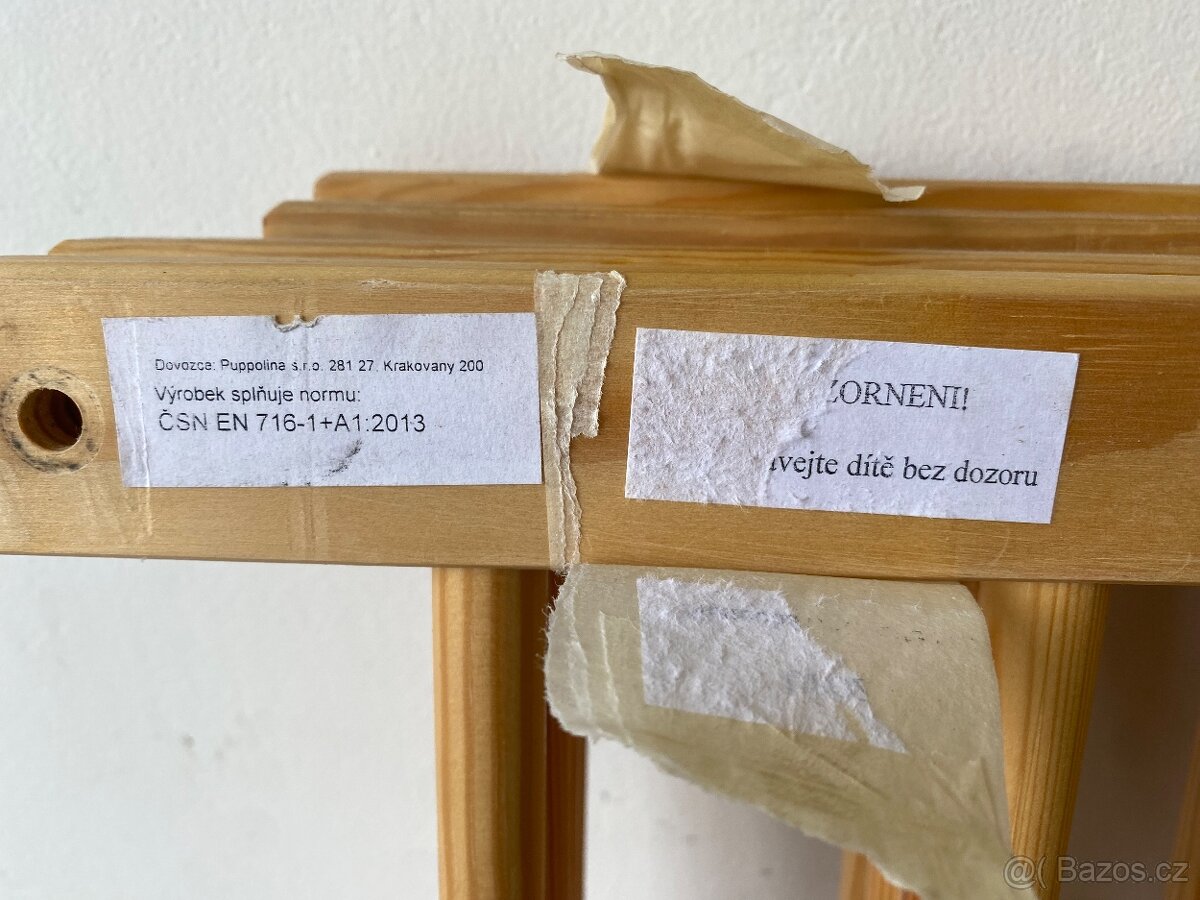 Dovozce: Puppolina s.r.o. 281 27. Krakovany 200
Výrobek splňuje normu:
ČSN EN 716-1+A1:2013
ZORNENI!
vejte dítě bez dozoru
@( Bazos.cz